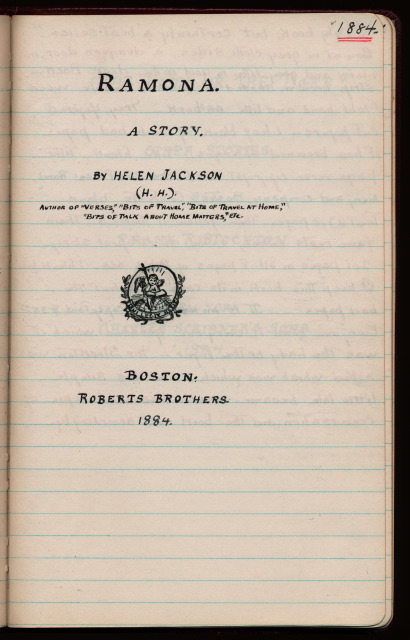 1884.
RAMONA.
A STORY.
BY HELEN JACKSON
(H. H.).
AUTHOR OF "VERSES," "BITS OF TRAVEL," "BITS OF TRAVEL AT HOME,"
"BITS OF TALK ABOUT HOME MATTERS," ETC.
BOSTON:
ROBERTS BROTHERS.
1884.